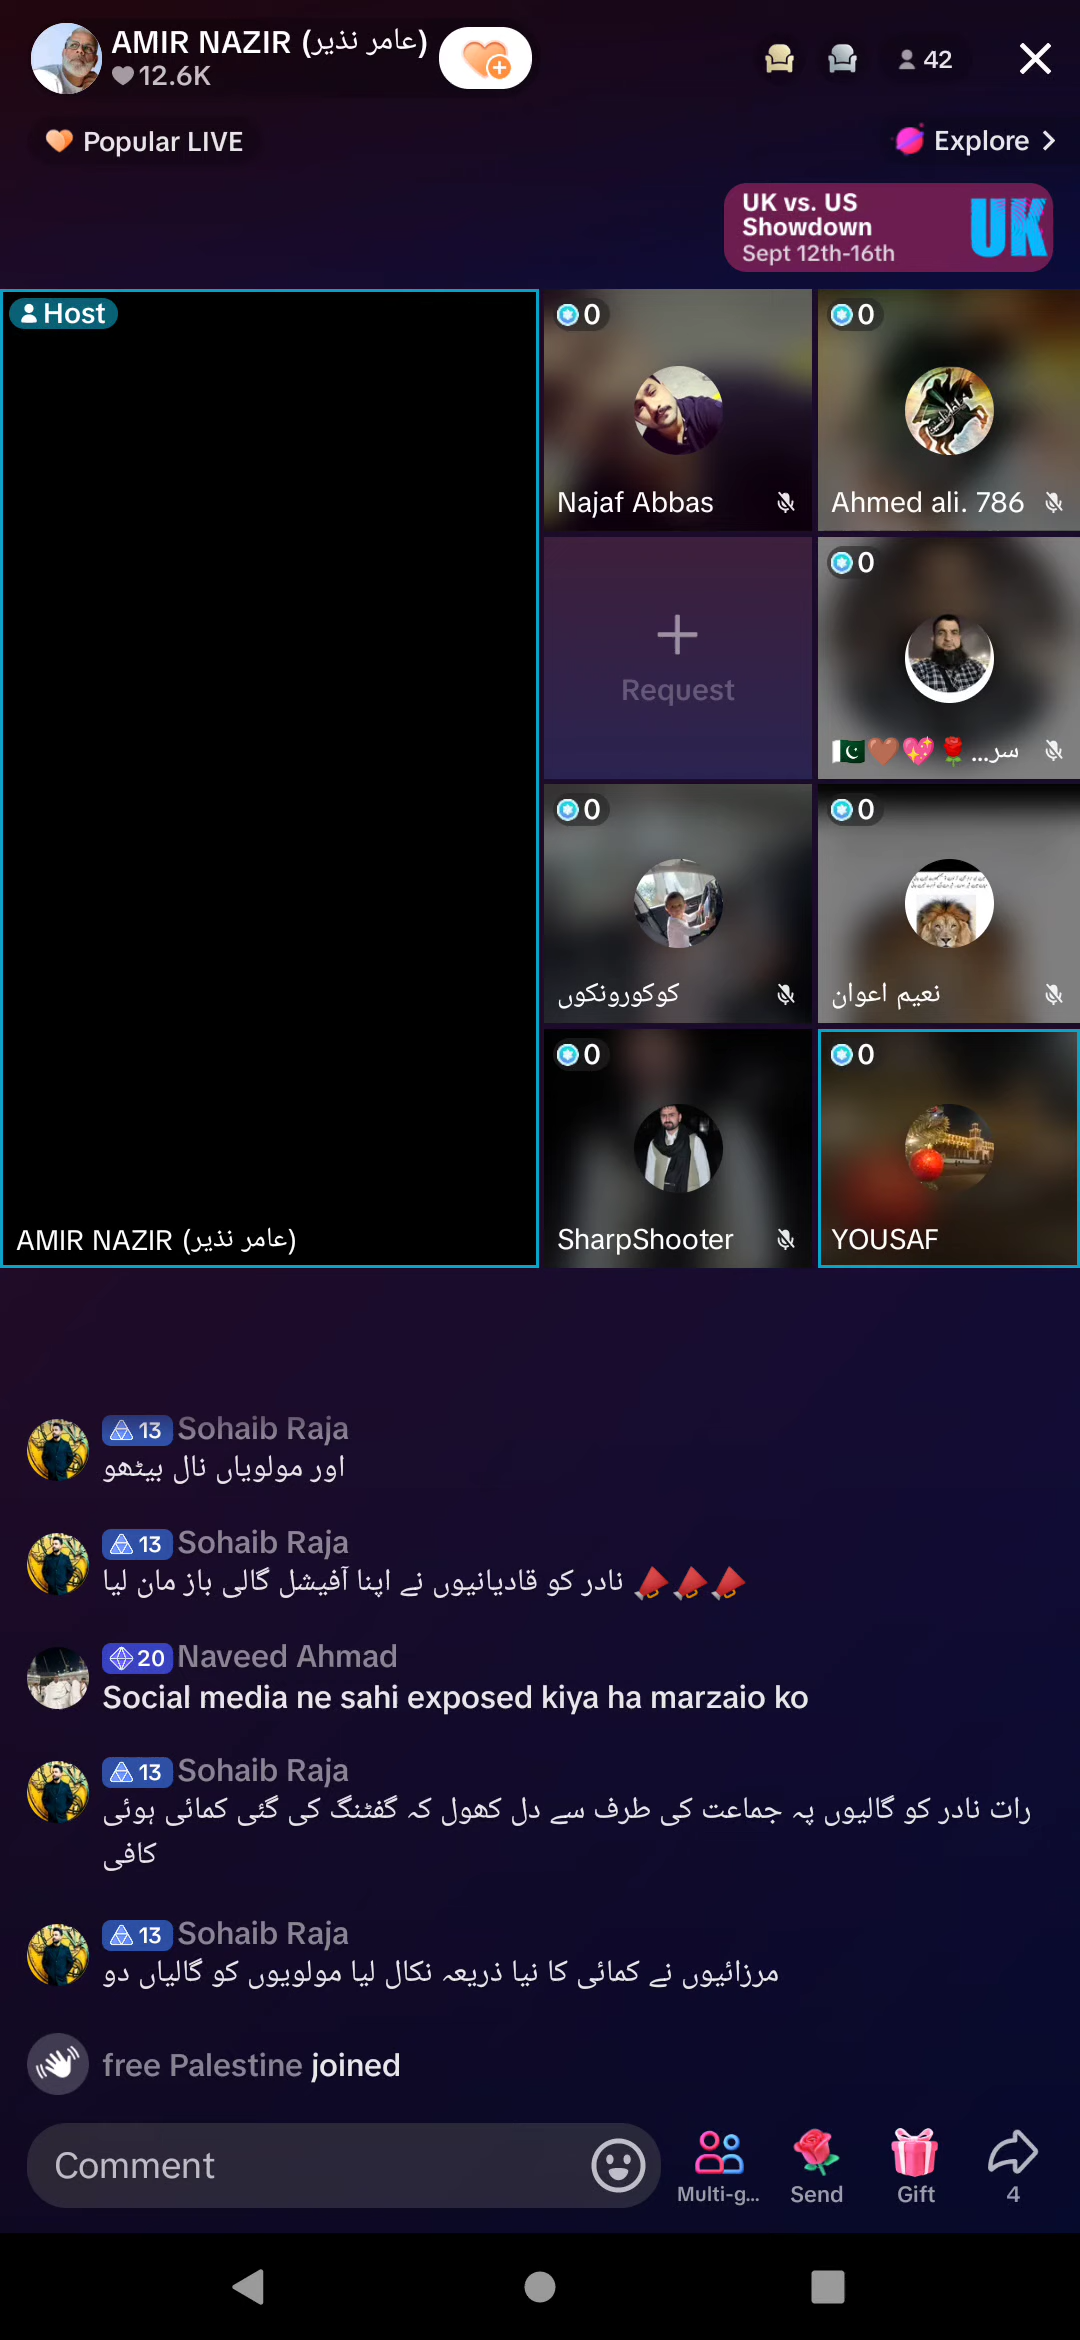 AMIR NAZIR (عامر نذیر)
12.6K
42
Popular LIVE
Explore
UK vs. US
Showdown
Sept 12th-16th
UK
Host
AMIR NAZIR (عامر نذیر)
0
Najaf Abbas
0
Ahmed ali. 786
Request
0
سر...
0
کوکورونکوں
0
نعیم اعوان
0
SharpShooter
0
YOUSAF
13 Sohaib Raja
اور مولویاں نال بیٹھو
13 Sohaib Raja
نادر کو قادیانیوں نے اپنا آفیشل گالی باز مان لیا 📣📣📣
20 Naveed Ahmad
Social media ne sahi exposed kiya ha marzaio ko
13 Sohaib Raja
رات نادر کو گالیوں پہ جماعت کی طرف سے دل کھول کہ گفٹنگ کی گئی کمائی ہوئی
کافی
13 Sohaib Raja
مرزائیوں نے کمائی کا نیا ذریعہ نکال لیا مولویوں کو گالیاں دو
free Palestine joined
Comment
Multi-g...
Send
Gift
4